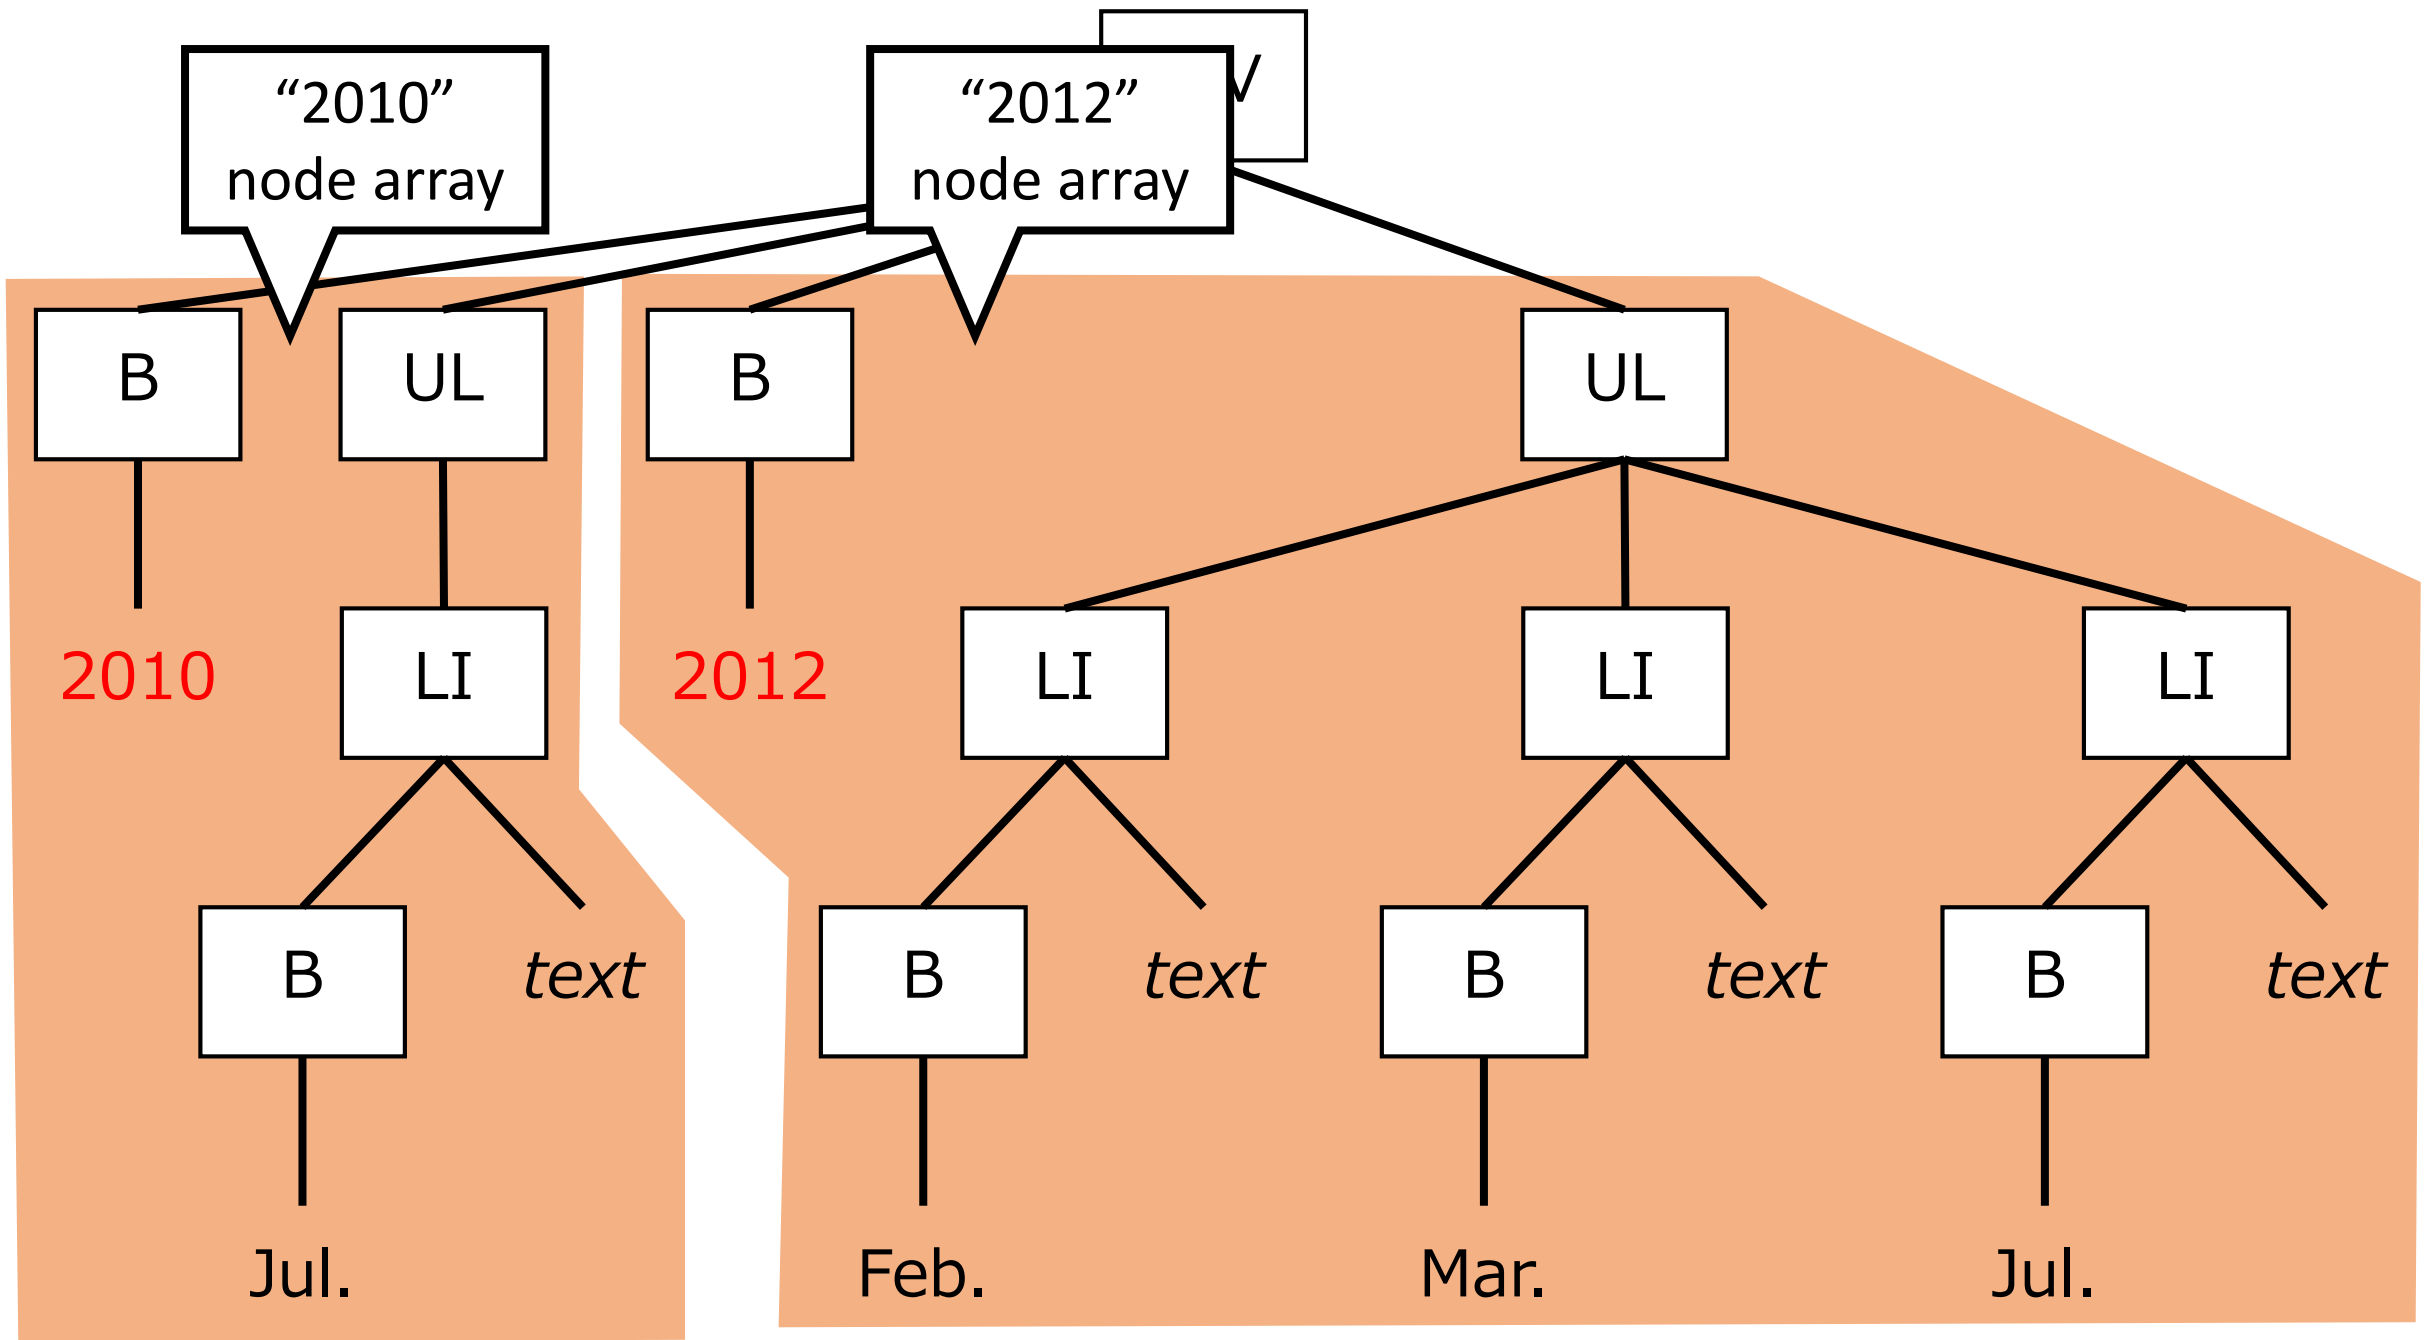 “2010”
node array
“2012”
node array
V
B
UL
B
UL
2010
LI
2012
LI
LI
LI
B
text
B
text
B
text
B
text
Jul.
Feb.
Mar.
Jul.